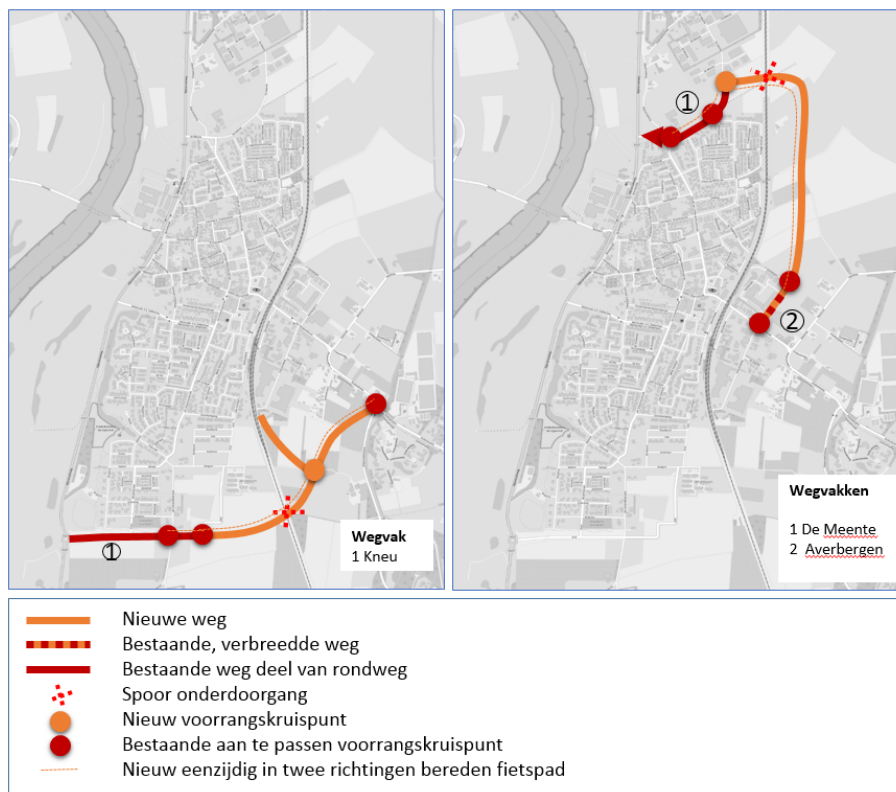 ①
Wegvak
1 Kneu
①
②
Wegvakken
1 De Meente
2 Averbergen
Nieuwe weg
Bestaande, verbreedde weg
Bestaande weg deel van rondweg
Spoor onderdoorgang
Nieuw voorrangskruispunt
Bestaande aan te passen voorrangskruispunt
Nieuw eenzijdig in twee richtingen bereden fietspad